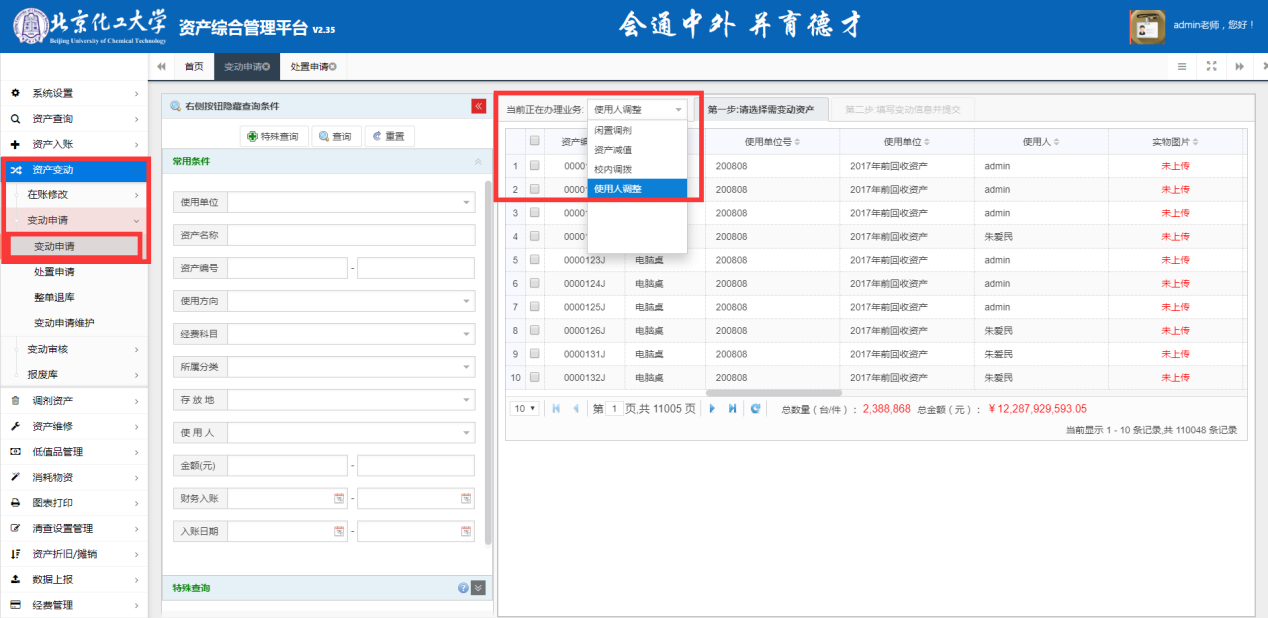 北京化工大学
Beijing University of Chemical Technology
资产综合管理平台 V2.35
会通中外 并育德才
admin老师，您好！
首页
变动申请
处置申请
系统设置
资产查询
资产入账
资产变动
在账修改
变动申请
变动申请
处置申请
整单退库
变动申请维护
变动审核
报废库
调剂资产
资产维修
低值品管理
消耗物资
图表打印
清查设置管理
资产折旧/摊销
数据上报
经费管理
右侧按钮隐藏查询条件
特殊查询 查询 重置
常用条件
使用单位
资产名称
资产编号 -
使用方向
经费科目
所属分类
存 放 地
使 用 人
金额(元) -
财务入账 -
入账日期 -
特殊查询
当前正在办理业务: 使用人调整
闲置调剂
资产减值
校内调拨
使用人调整
第一步:请选择需变动资产
第二步:填写变动信息并提交
使用单位号 使用单位 使用人 实物图片
1 200808 2017年前回收资产 admin 未上传
2 200808 2017年前回收资产 admin 未上传
3 200808 2017年前回收资产 admin 未上传
4 200808 2017年前回收资产 朱爱民 未上传
5 0000123J 电脑桌 200808 2017年前回收资产 admin 未上传
6 0000124J 电脑桌 200808 2017年前回收资产 admin 未上传
7 0000125J 电脑桌 200808 2017年前回收资产 admin 未上传
8 0000126J 电脑桌 200808 2017年前回收资产 朱爱民 未上传
9 0000131J 电脑桌 200808 2017年前回收资产 朱爱民 未上传
10 0000132J 电脑桌 200808 2017年前回收资产 朱爱民 未上传
10 第 1 页,共 11005 页 总数量（台/件）: 2,388,868 总金额（元）: ￥12,287,929,593.05
当前显示 1 - 10 条记录,共 110048 条记录